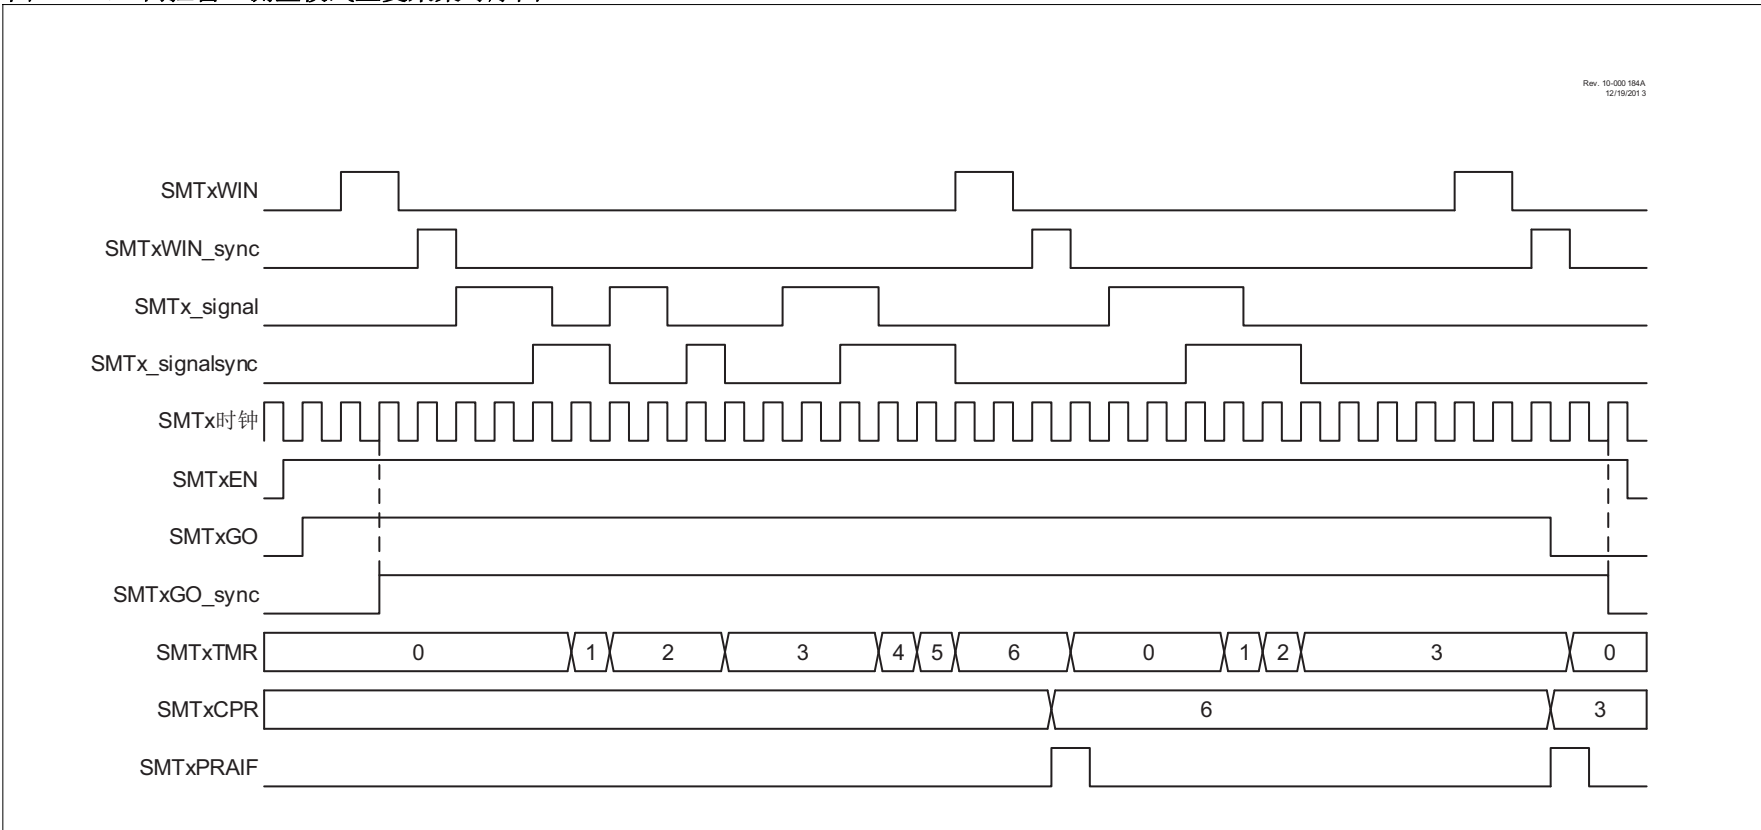 Rev. 10-000 184A
12/19/201 3
SMTxWIN
SMTxWIN_sync
SMTx_signal
SMTx_signalsync
SMTx时钟
SMTxEN
SMTxGO
SMTxGO_sync
SMTxTMR 0 1 2 3 4 5 6 0 1 2 3 0
SMTxCPR 6 3
SMTxPRAIF